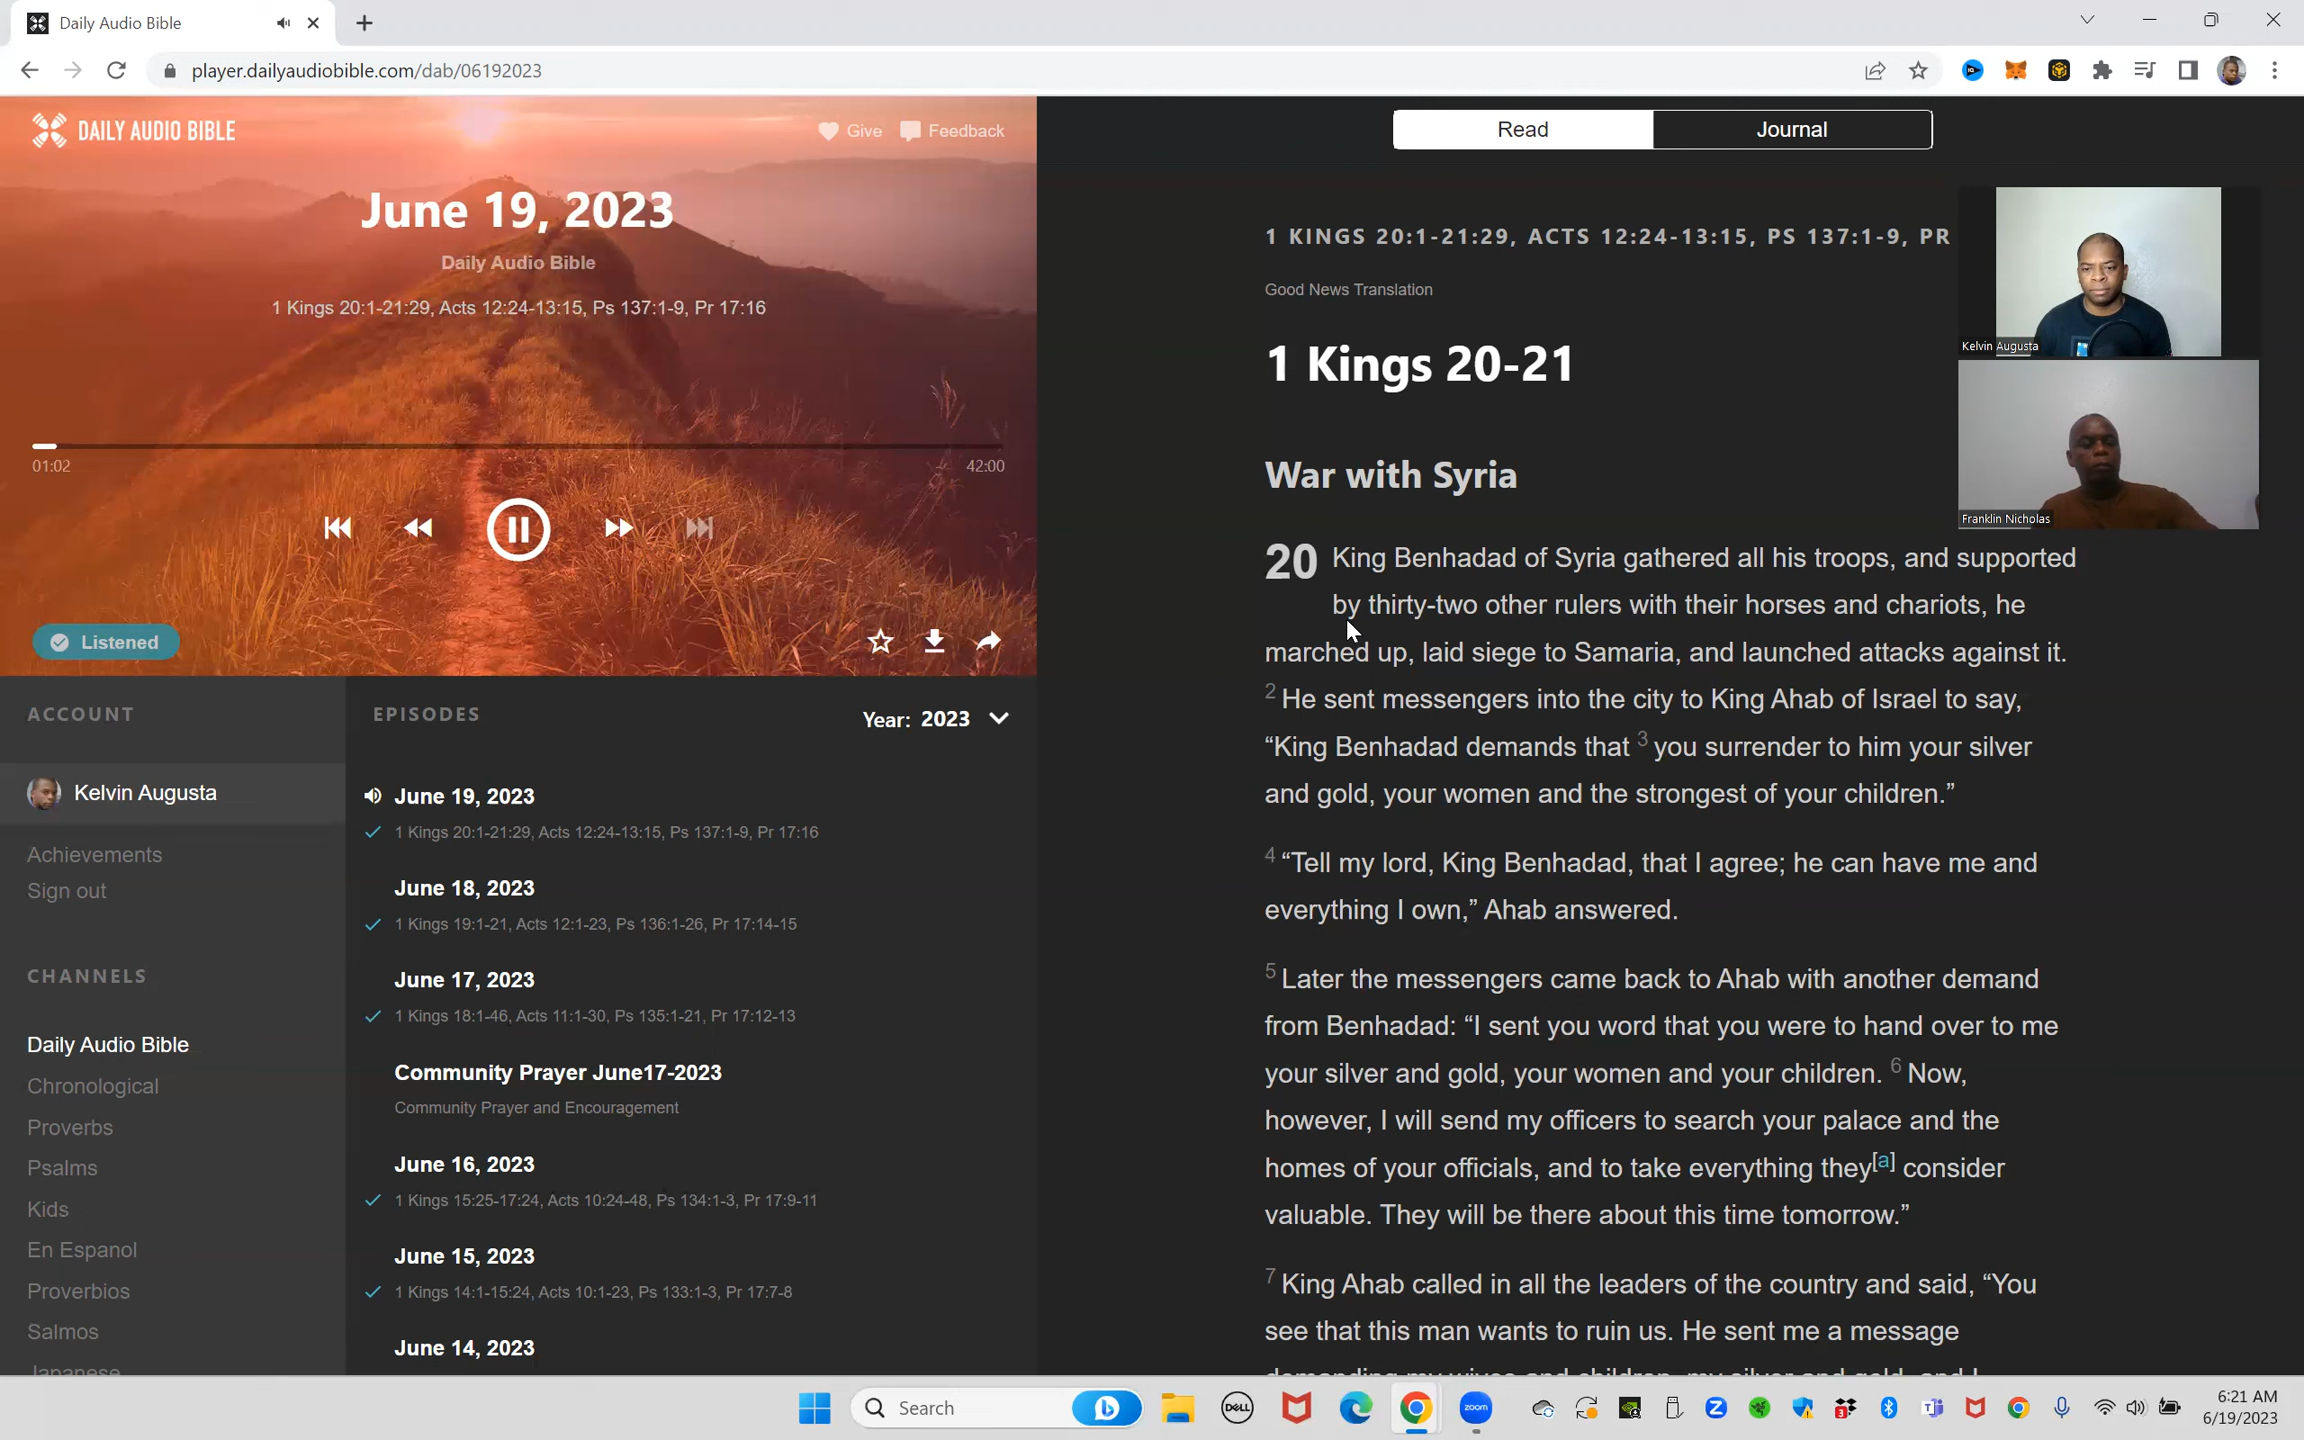 Daily Audio Bible
player.dailyaudiobible.com/dab/06192023
DAILY AUDIO BIBLE
Give
Feedback
June 19, 2023
Daily Audio Bible
1 Kings 20:1-21:29, Acts 12:24-13:15, Ps 137:1-9, Pr 17:16
01:02
42:00
Listened
ACCOUNT
Kelvin Augusta
Achievements
Sign out
CHANNELS
Daily Audio Bible
Chronological
Proverbs
Psalms
Kids
En Espanol
Proverbios
Salmos
Japanese
EPISODES
Year: 2023
June 19, 2023
1 Kings 20:1-21:29, Acts 12:24-13:15, Ps 137:1-9, Pr 17:16
June 18, 2023
1 Kings 19:1-21, Acts 12:1-23, Ps 136:1-26, Pr 17:14-15
June 17, 2023
1 Kings 18:1-46, Acts 11:1-30, Ps 135:1-21, Pr 17:12-13
Community Prayer June17-2023
Community Prayer and Encouragement
June 16, 2023
1 Kings 15:25-17:24, Acts 10:24-48, Ps 134:1-3, Pr 17:9-11
June 15, 2023
1 Kings 14:1-15:24, Acts 10:1-23, Ps 133:1-3, Pr 17:7-8
June 14, 2023
Read
Journal
1 KINGS 20:1-21:29, ACTS 12:24-13:15, PS 137:1-9, PR
Good News Translation
1 Kings 20-21
War with Syria
20 King Benhadad of Syria gathered all his troops, and supported
by thirty-two other rulers with their horses and chariots, he
marched up, laid siege to Samaria, and launched attacks against it.
2 He sent messengers into the city to King Ahab of Israel to say,
“King Benhadad demands that 3 you surrender to him your silver
and gold, your women and the strongest of your children.”
4 “Tell my lord, King Benhadad, that I agree; he can have me and
everything I own,” Ahab answered.
5 Later the messengers came back to Ahab with another demand
from Benhadad: “I sent you word that you were to hand over to me
your silver and gold, your women and your children. 6 Now,
however, I will send my officers to search your palace and the
homes of your officials, and to take everything they[a] consider
valuable. They will be there about this time tomorrow.”
7 King Ahab called in all the leaders of the country and said, “You
see that this man wants to ruin us. He sent me a message
Kelvin Augusta
Franklin Nicholas
Search
DELL
zoom
3
6:21 AM
6/19/2023